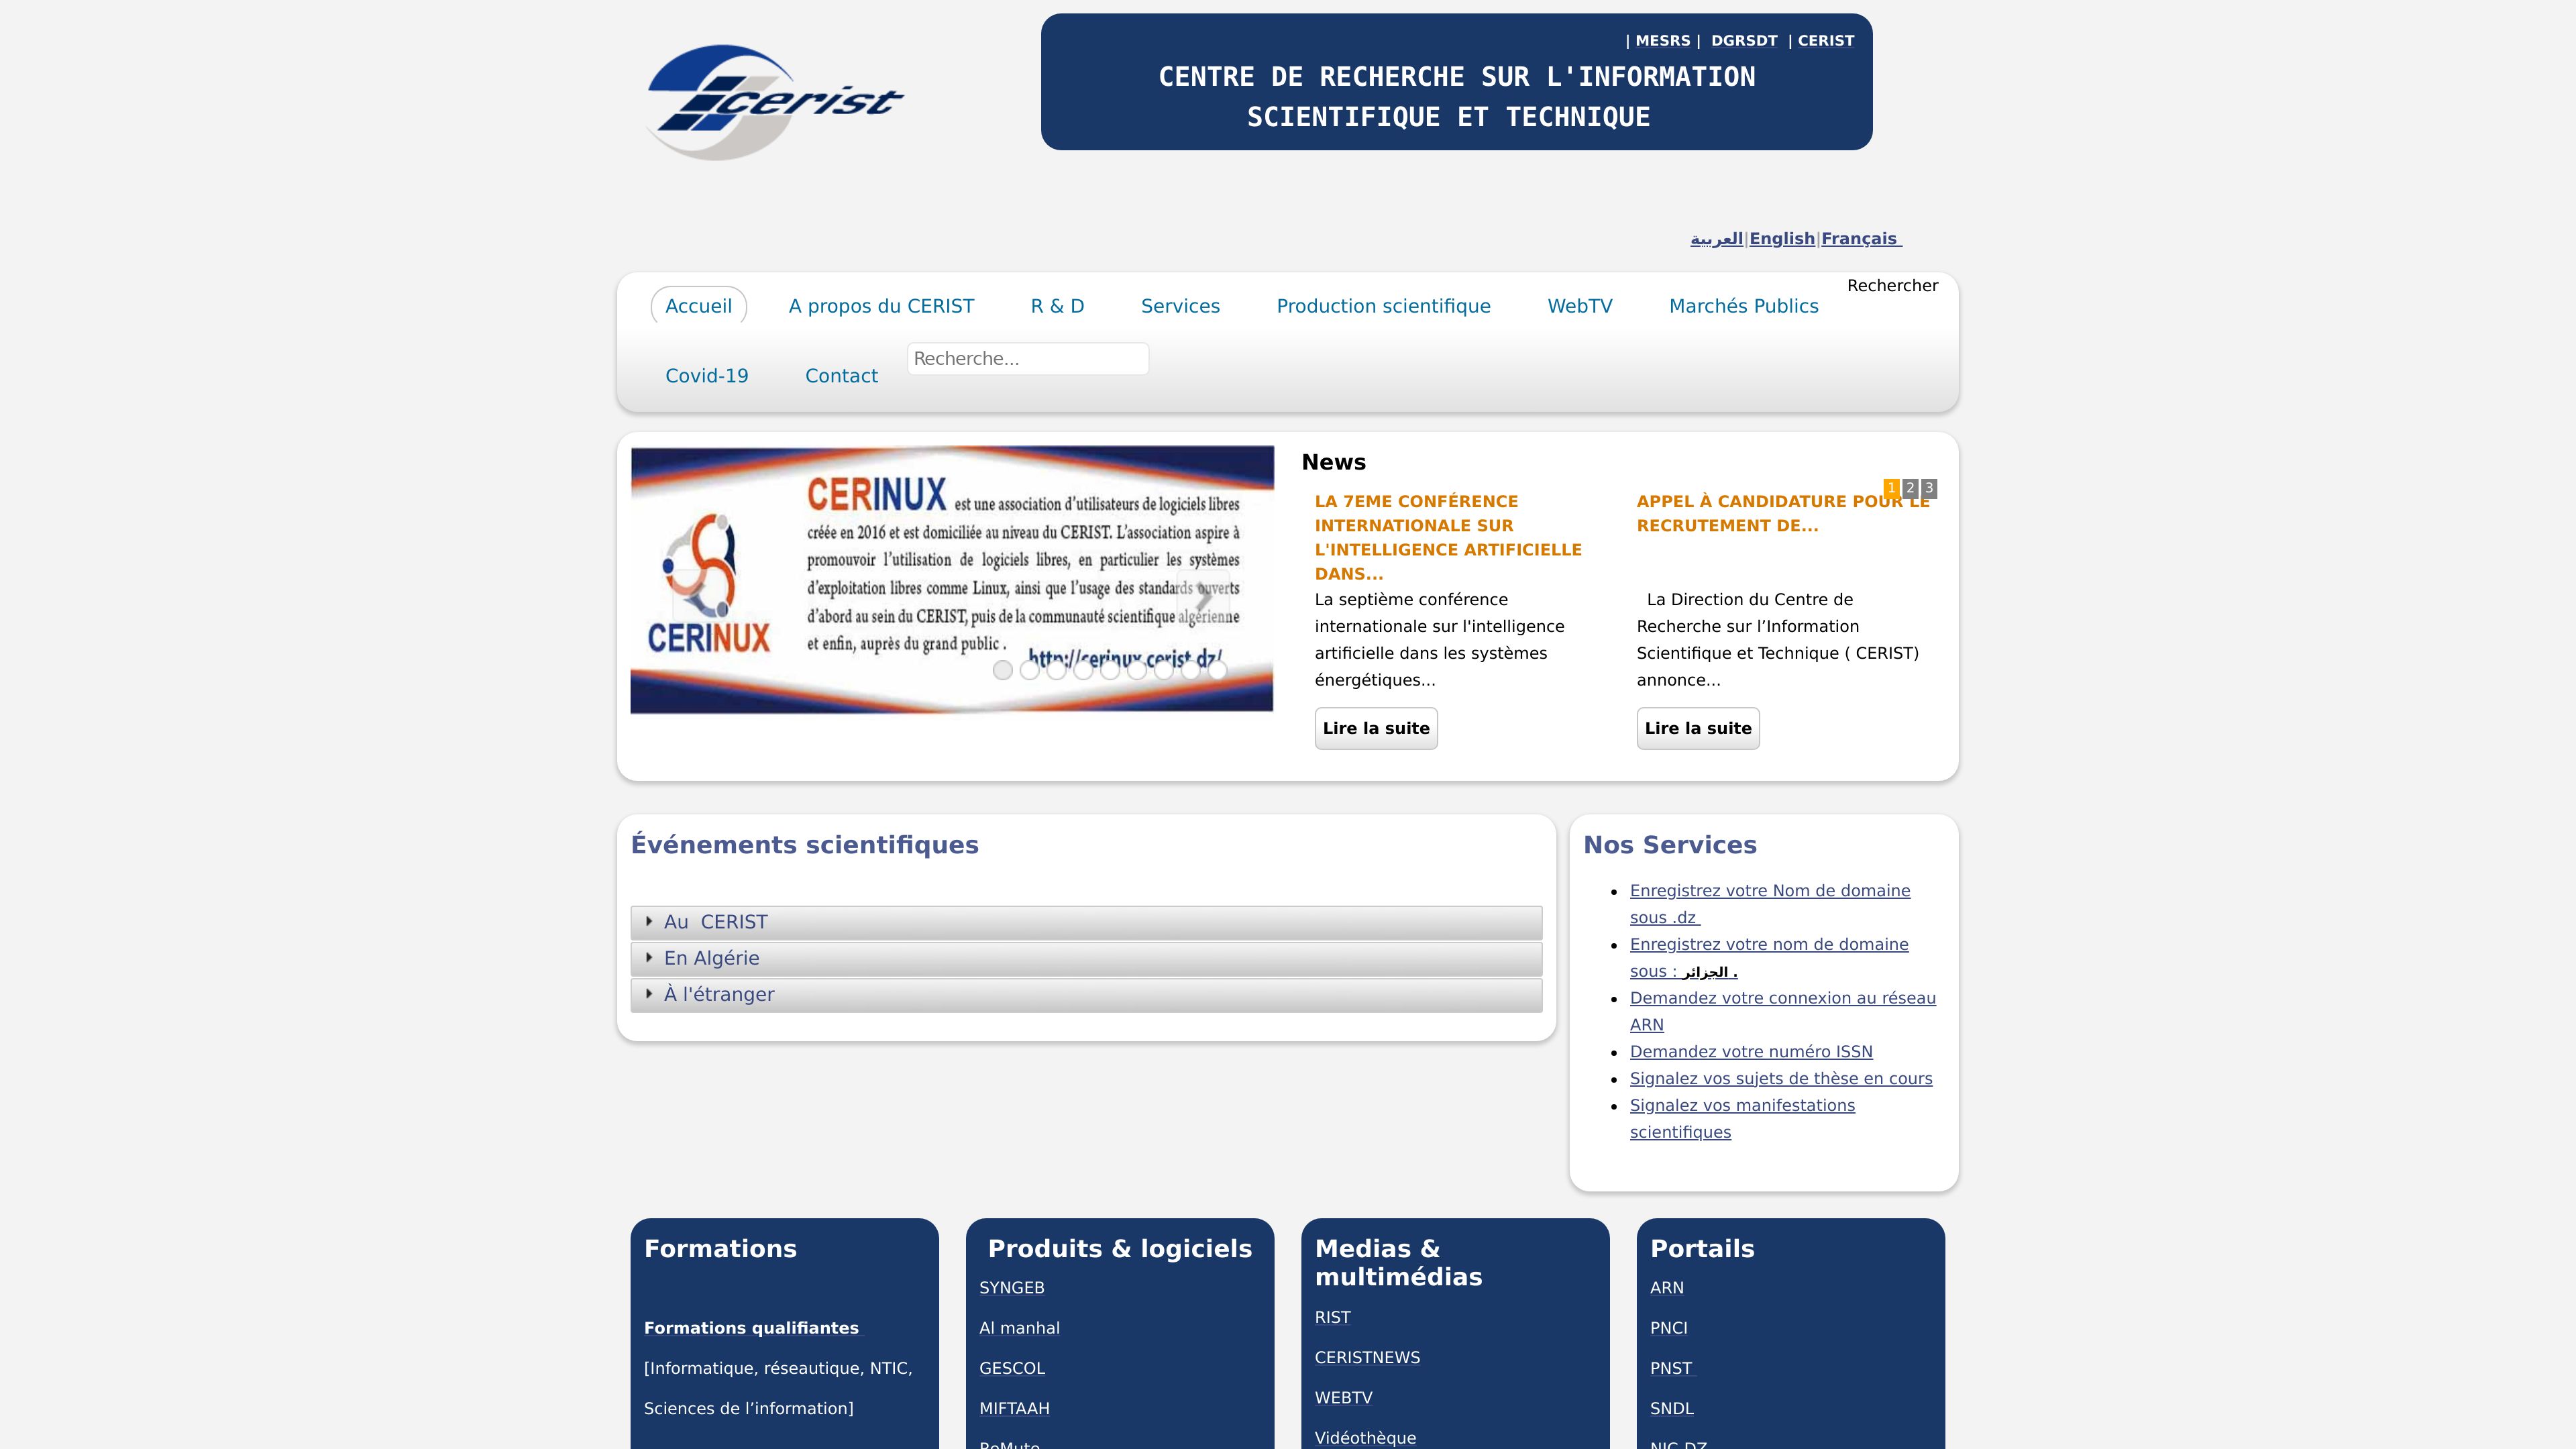 cerist
| MESRS | DGRSDT | CERIST
CENTRE DE RECHERCHE SUR L'INFORMATION
SCIENTIFIQUE ET TECHNIQUE
العربية|English|Français
Rechercher
Accueil
A propos du CERIST
R & D
Services
Production scientifique
WebTV
Marchés Publics
Covid-19
Contact
Recherche...
CERINUX est une association d'utilisateurs de logiciels libres
créée en 2016 et est domiciliée au niveau du CERIST. L'association aspire à
promouvoir l'utilisation de logiciels libres, en particulier les systèmes
d'exploitation libres comme Linux, ainsi que l'usage des standards ouverts
d'abord au sein du CERIST, puis de la communauté scientifique algérienne
et enfin, auprès du grand public .
http://cerinux.cerist.dz/
CERINUX
News
1 2 3
LA 7EME CONFÉRENCE
INTERNATIONALE SUR
L'INTELLIGENCE ARTIFICIELLE
DANS...
La septième conférence
internationale sur l'intelligence
artificielle dans les systèmes
énergétiques...
Lire la suite
APPEL À CANDIDATURE POUR LE
RECRUTEMENT DE...
La Direction du Centre de
Recherche sur l’Information
Scientifique et Technique ( CERIST)
annonce...
Lire la suite
Événements scientifiques
Au  CERIST
En Algérie
À l'étranger
Nos Services
Enregistrez votre Nom de domaine
sous .dz
Enregistrez votre nom de domaine
sous : الجزائر .
Demandez votre connexion au réseau
ARN
Demandez votre numéro ISSN
Signalez vos sujets de thèse en cours
Signalez vos manifestations
scientifiques
Formations
Formations qualifiantes
[Informatique, réseautique, NTIC,
Sciences de l’information]
Produits & logiciels
SYNGEB
Al manhal
GESCOL
MIFTAAH
Medias &
multimédias
RIST
CERISTNEWS
WEBTV
Vidéothèque
Portails
ARN
PNCI
PNST
SNDL
NIC.DZ